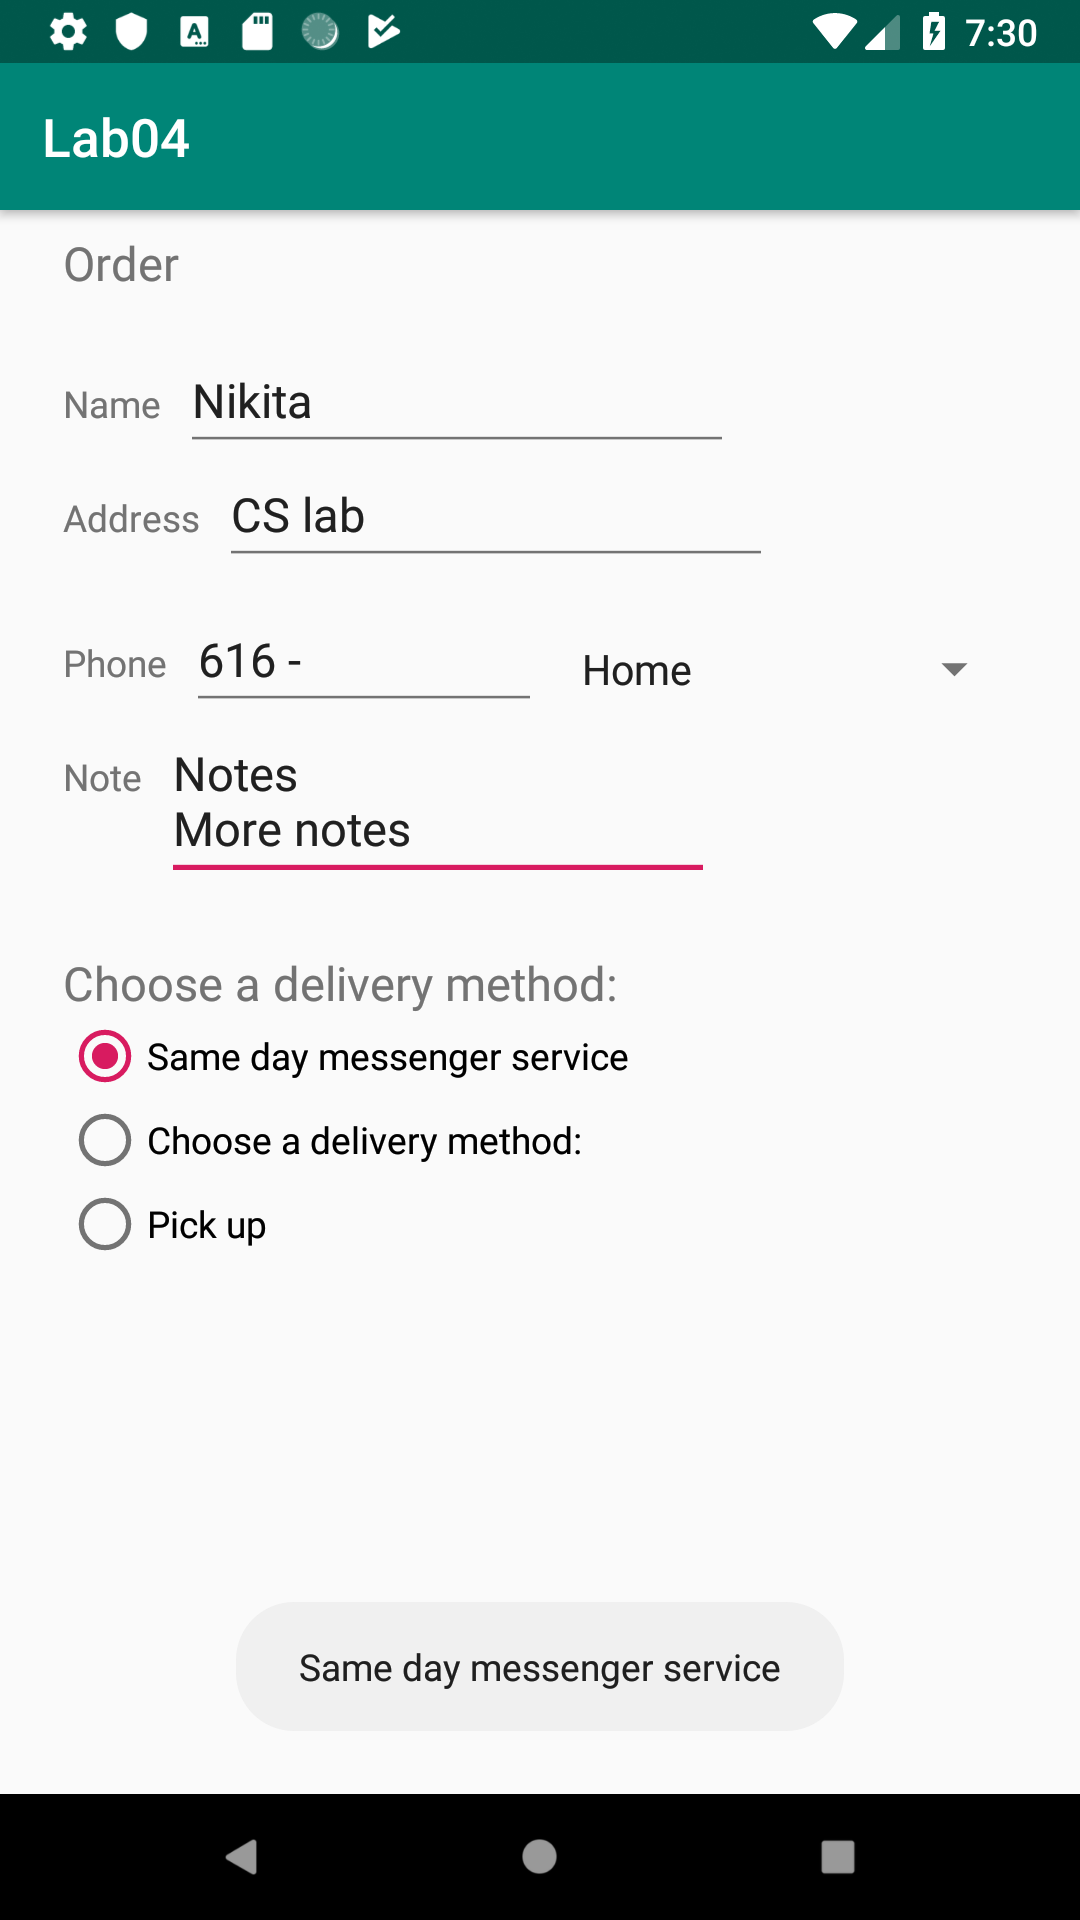 7:30
Lab04
Order
Name Nikita
Address CS lab
Phone 616 - Home
Note Notes
More notes
Choose a delivery method:
Same day messenger service
Choose a delivery method:
Pick up
Same day messenger service